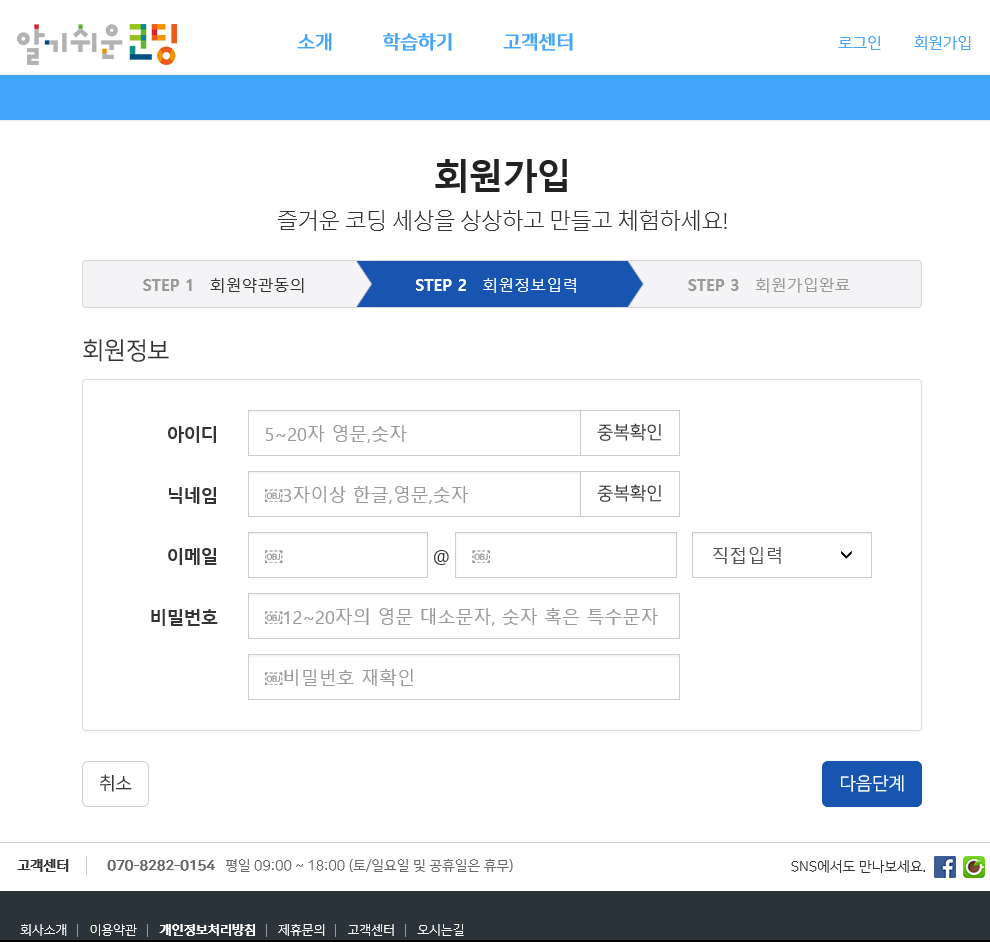 알기쉬운코딩
소개 학습하기 고객센터 로그인 회원가입
회원가입
즐거운 코딩 세상을 상상하고 만들고 체험하세요!
STEP 1 회원약관동의 STEP 2 회원정보입력 STEP 3 회원가입완료
회원정보
아이디 5~20자 영문,숫자 중복확인
닉네임 3자이상 한글,영문,숫자 중복확인
이메일 @ 직접입력
비밀번호 12~20자의 영문 대소문자, 숫자 혹은 특수문자
비밀번호 재확인
취소 다음단계
고객센터 070-8282-0154 평일 09:00 ~ 18:00 (토/일요일 및 공휴일은 휴무) SNS에서도 만나보세요.
회사소개 | 이용약관 | 개인정보처리방침 | 제휴문의 | 고객센터 | 오시는길